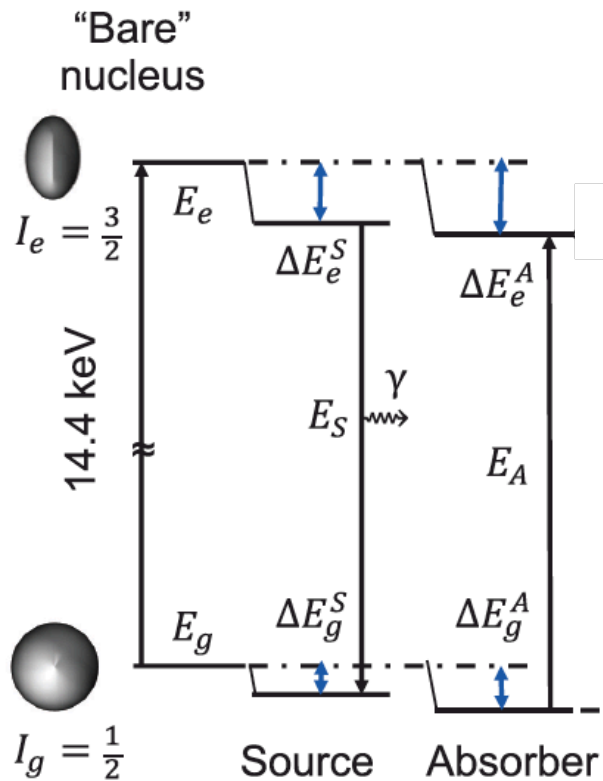 “Bare”
nucleus
E_e
I_e = 3/2
ΔE_e^S
ΔE_e^A
14.4 keV
γ
E_S
E_A
≈
E_g
ΔE_g^S
ΔE_g^A
I_g = 1/2
Source
Absorber